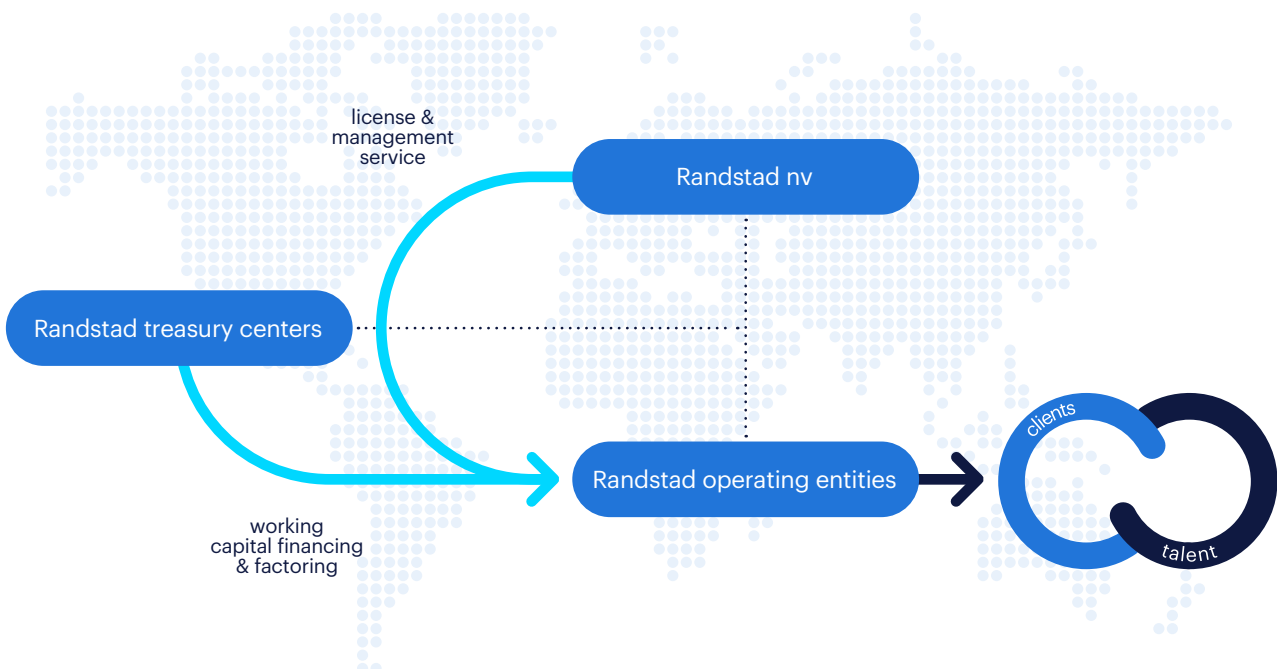 license &
management
service
Randstad nv
Randstad treasury centers
clients
Randstad operating entities
working
capital financing
& factoring
talent